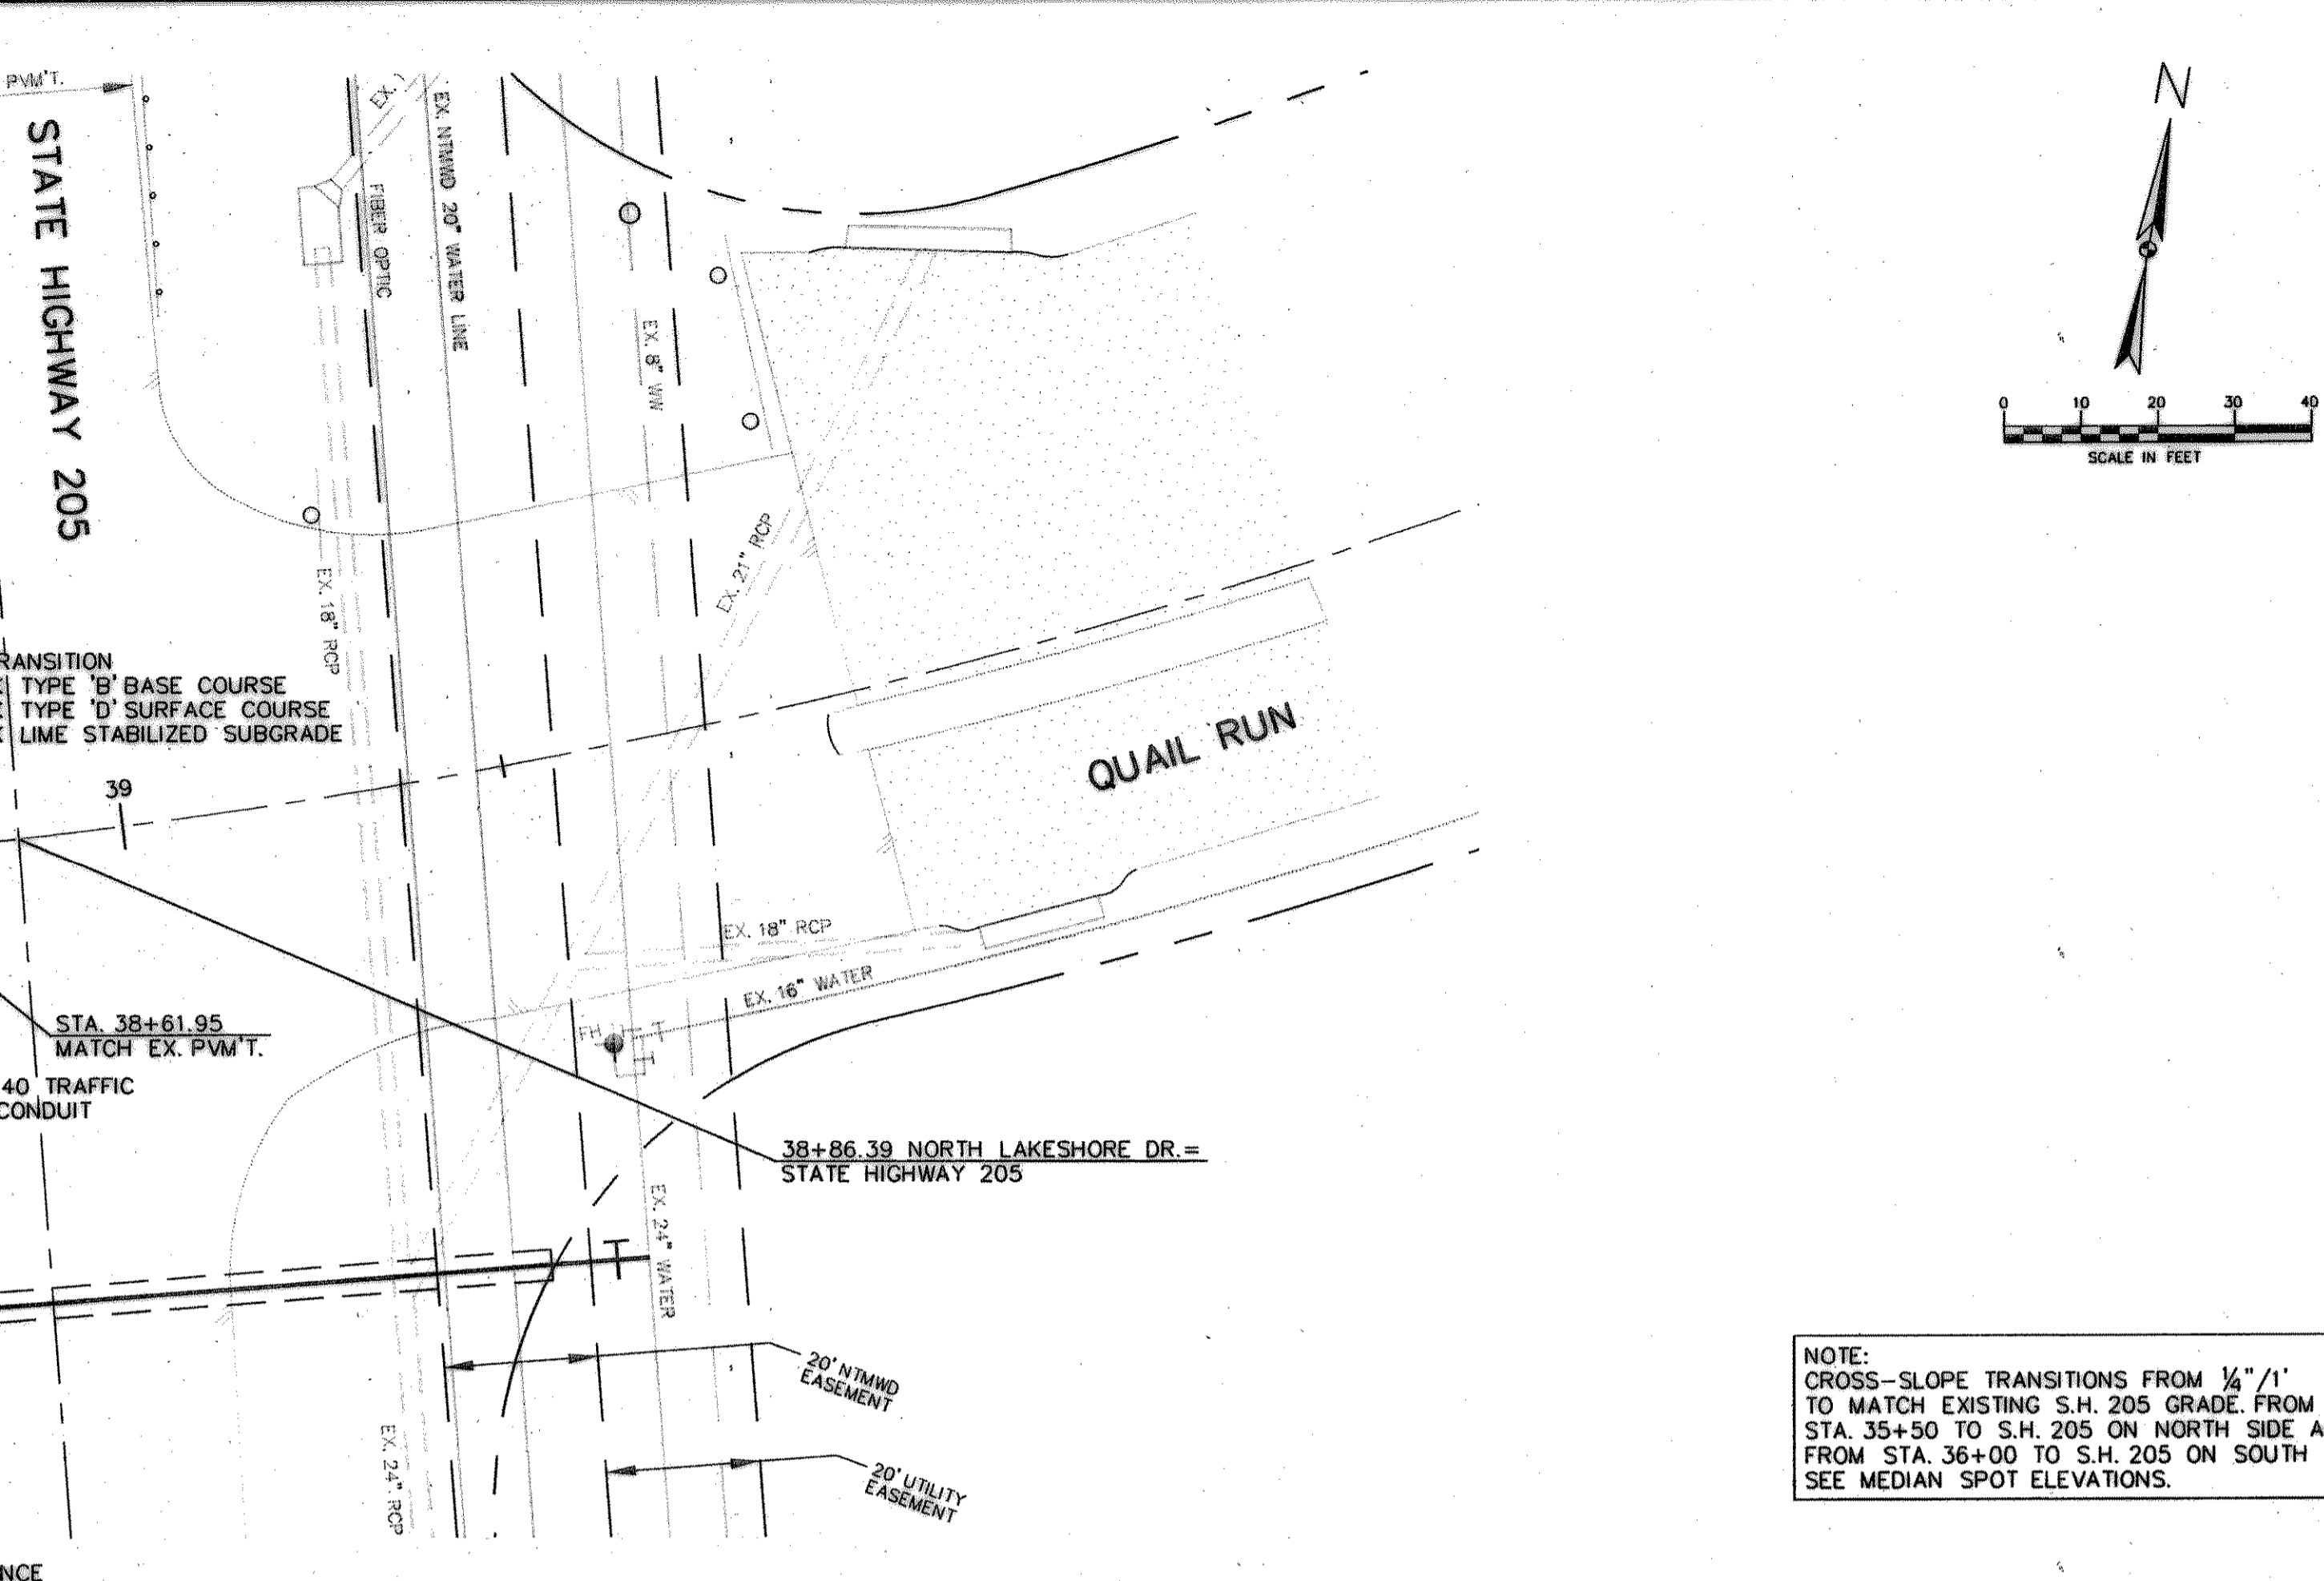 PVM'T.
STATE HIGHWAY 205
EX.
FIBER OPTIC
EX. NTMWD 20" WATER LINE
EX. 8" WW
EX. 21" RCP
EX. 18" RCP
N
0 10 20 30 40
SCALE IN FEET
RANSITION
TYPE 'B' BASE COURSE
TYPE 'D' SURFACE COURSE
LIME STABILIZED SUBGRADE
39
QUAIL RUN
EX. 18" RCP
EX. 16" WATER
FH
STA. 38+61.95
MATCH EX. PVM'T.
40 TRAFFIC
CONDUIT
38+86.39 NORTH LAKESHORE DR.=
STATE HIGHWAY 205
EX. 24" WATER
20' NTMWD
EASEMENT
EX. 24" RCP
20' UTILITY
EASEMENT
NOTE:
CROSS-SLOPE TRANSITIONS FROM ¼"/1'
TO MATCH EXISTING S.H. 205 GRADE. FROM
STA. 35+50 TO S.H. 205 ON NORTH SIDE A
FROM STA. 36+00 TO S.H. 205 ON SOUTH
SEE MEDIAN SPOT ELEVATIONS.
NCE